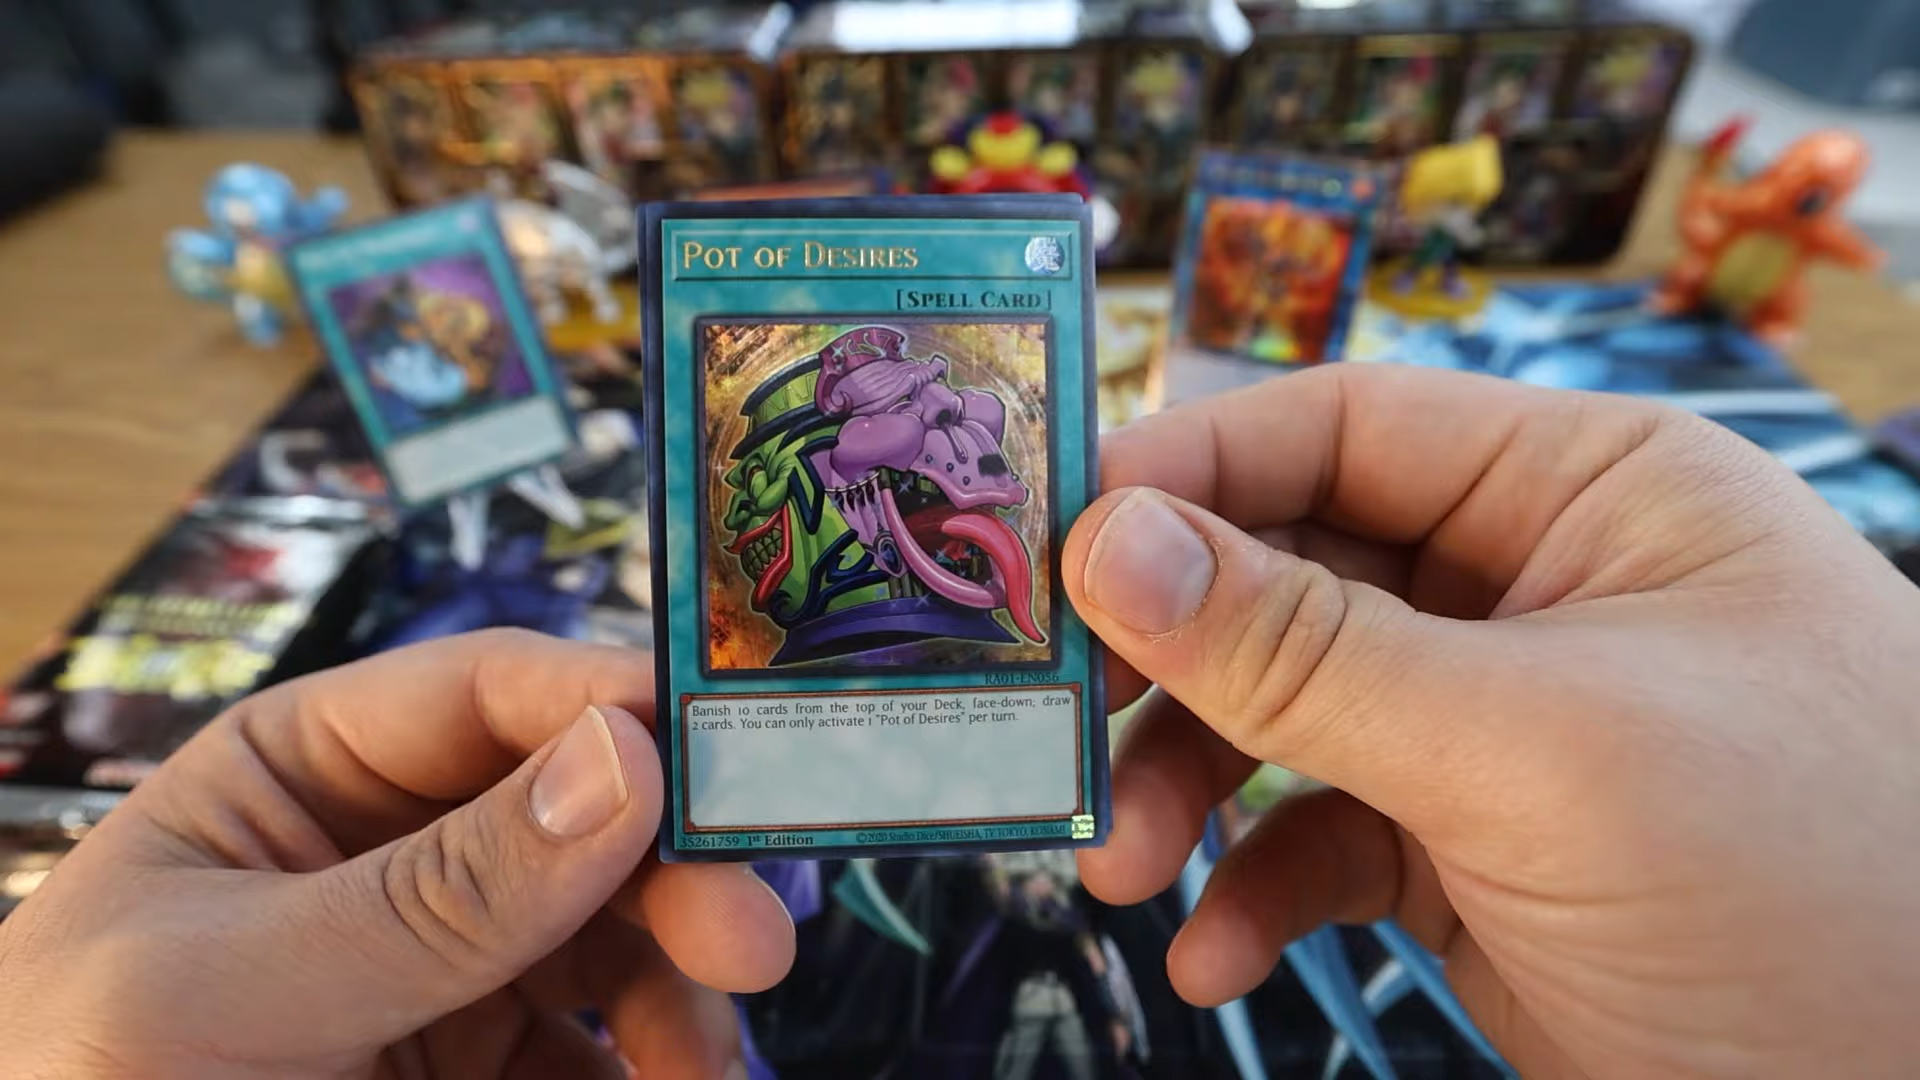 POT OF DESIRES
[SPELL CARD]
RA01-EN056
Banish 10 cards from the top of your Deck, face-down; draw
2 cards. You can only activate 1 "Pot of Desires" per turn.
35261759 1st Edition ©2020 Studio Dice/SHUEISHA, TV TOKYO, KONAMI